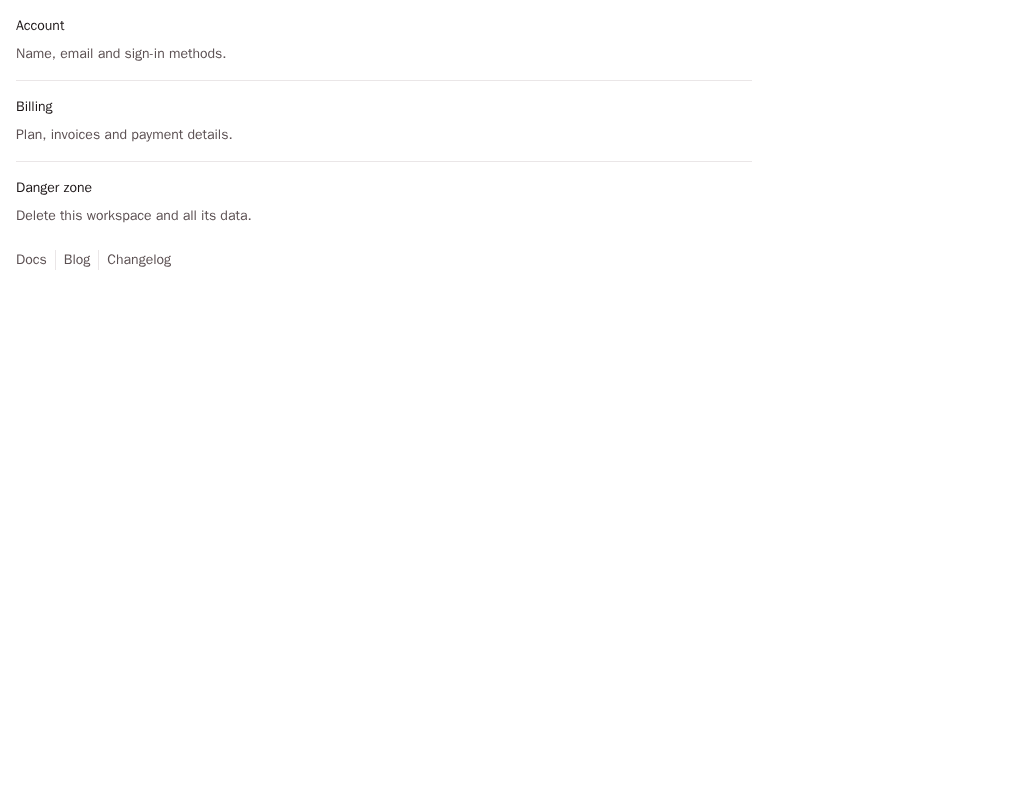 Account
Name, email and sign-in methods.
Billing
Plan, invoices and payment details.
Danger zone
Delete this workspace and all its data.
Docs Blog Changelog